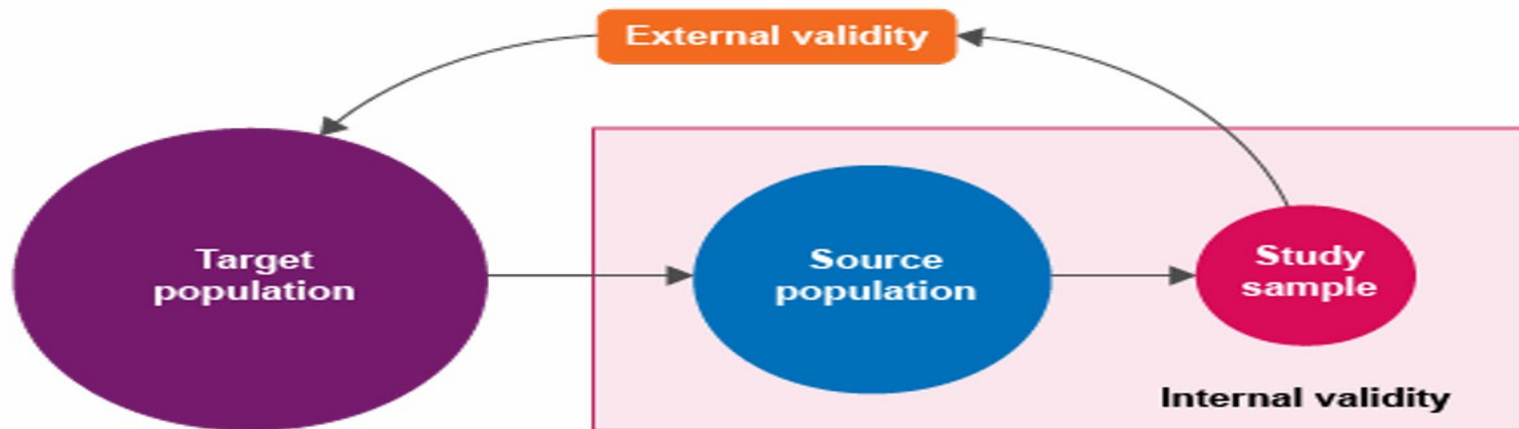 External validity
Target
population
Source
population
Study
sample
Internal validity